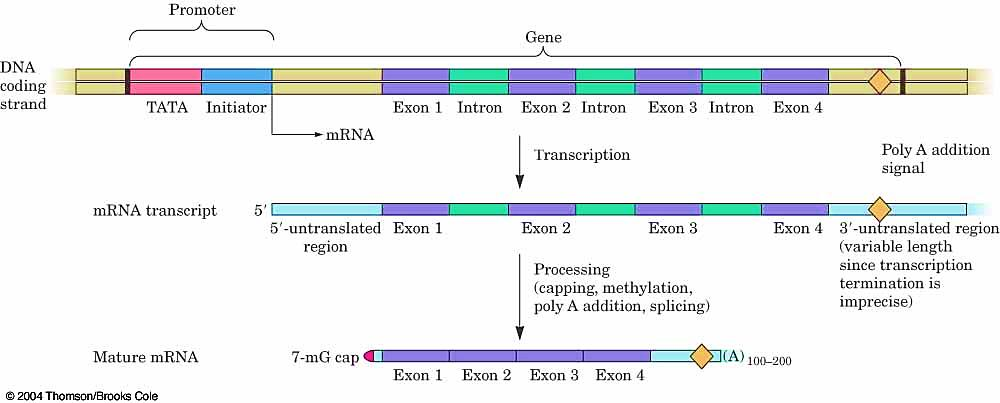 Promoter
Gene
DNA
coding
strand
TATA Initiator Exon 1 Intron Exon 2 Intron Exon 3 Intron Exon 4
mRNA
Transcription
Poly A addition
signal
mRNA transcript 5′
5′-untranslated
region
Exon 1 Exon 2 Exon 3 Exon 4
3′-untranslated region
(variable length
since transcription
termination is
imprecise)
Processing
(capping, methylation,
poly A addition, splicing)
Mature mRNA 7-mG cap (A)100–200
Exon 1 Exon 2 Exon 3 Exon 4
© 2004 Thomson/Brooks Cole